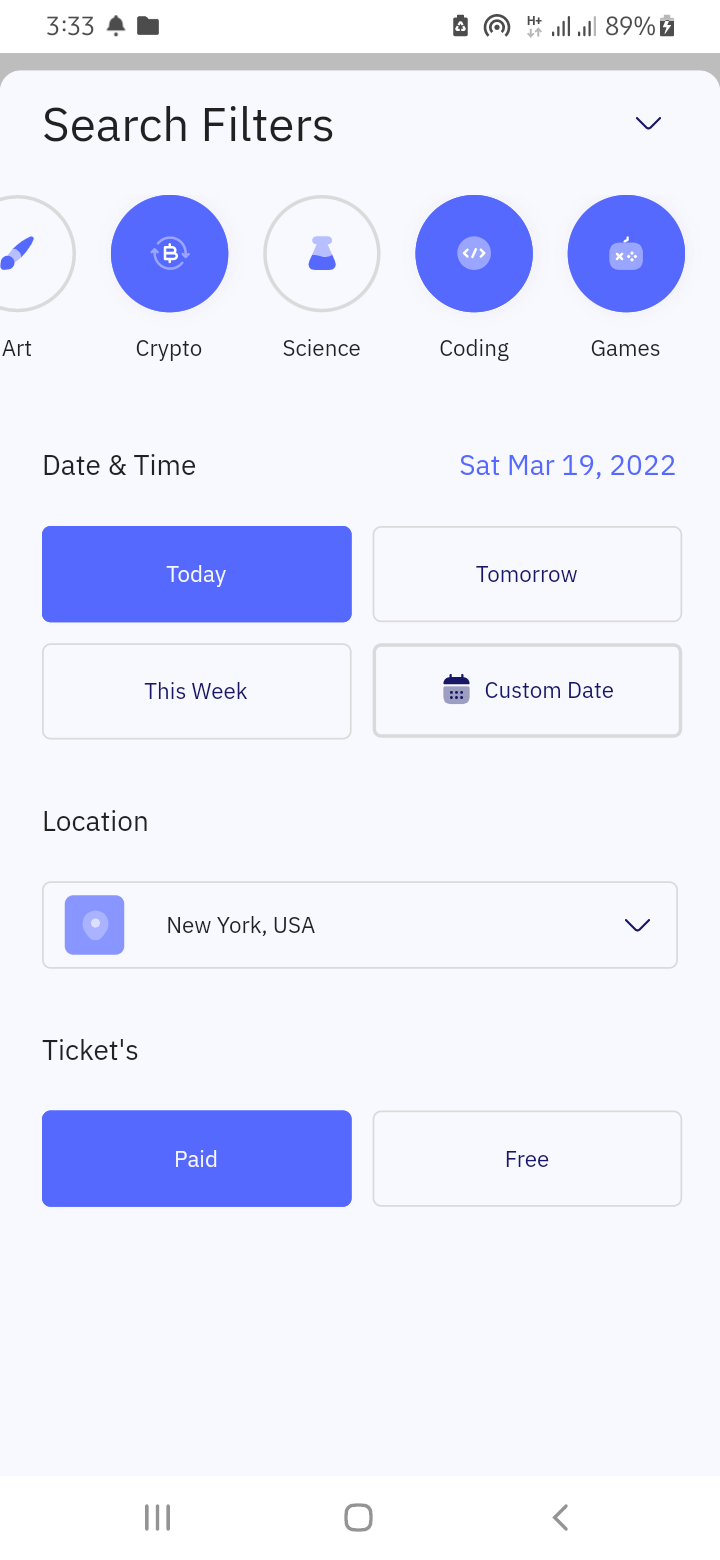 3:33 H+ 89%
Search Filters
Art Crypto Science Coding Games
Date & Time Sat Mar 19, 2022
Today Tomorrow
This Week Custom Date
Location
New York, USA
Ticket's
Paid Free